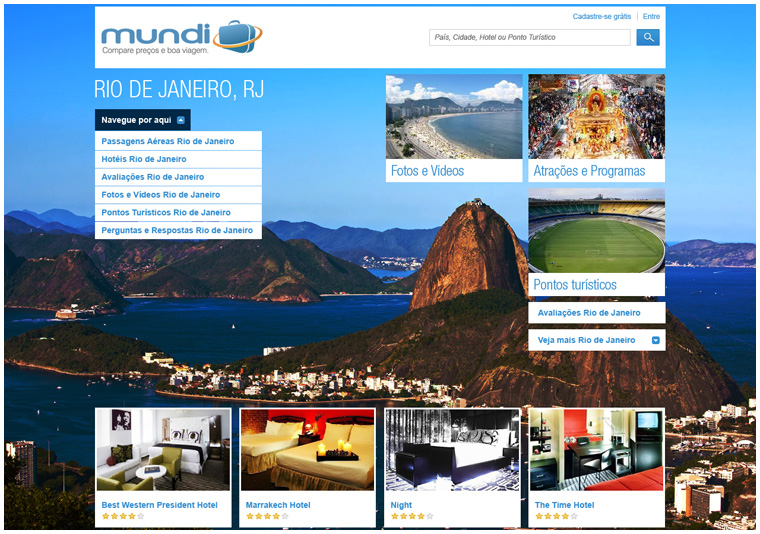 Cadastre-se grátis
Entre
mundi
Compare preços e boa viagem.
País, Cidade, Hotel ou Ponto Turístico
RIO DE JANEIRO, RJ
Navegue por aqui
Passagens Aéreas Rio de Janeiro
Hotéis Rio de Janeiro
Avaliações Rio de Janeiro
Fotos e Vídeos Rio de Janeiro
Pontos Turísticos Rio de Janeiro
Perguntas e Respostas Rio de Janeiro
Fotos e Vídeos
Atrações e Programas
Pontos turísticos
Avaliações Rio de Janeiro
Veja mais Rio de Janeiro
Best Western President Hotel
Marrakech Hotel
Night
The Time Hotel